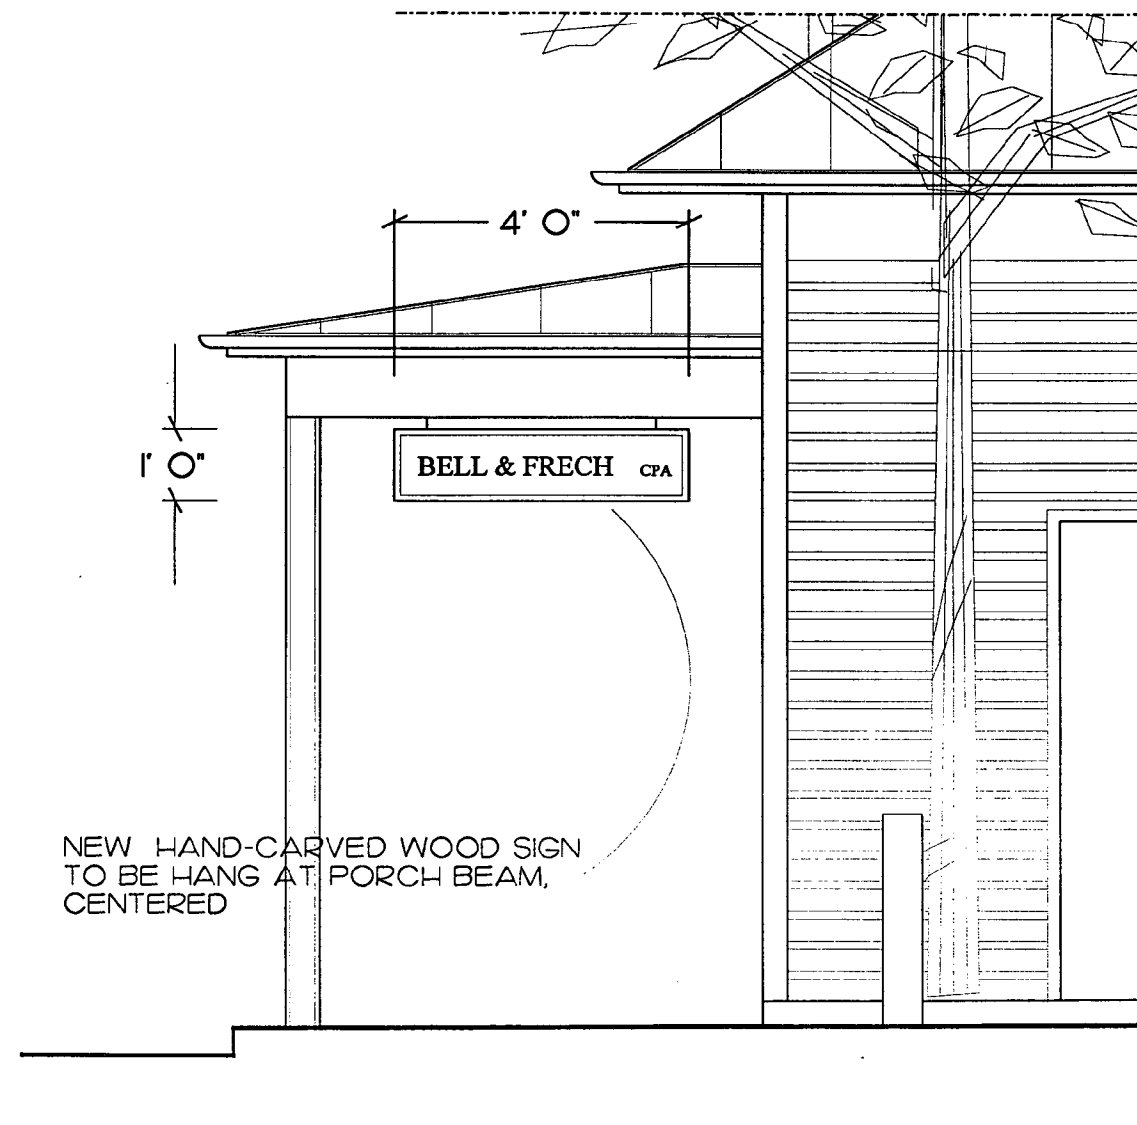 4' 0"
1' 0"
BELL & FRECH CPA
NEW HAND-CARVED WOOD SIGN
TO BE HANG AT PORCH BEAM,
CENTERED